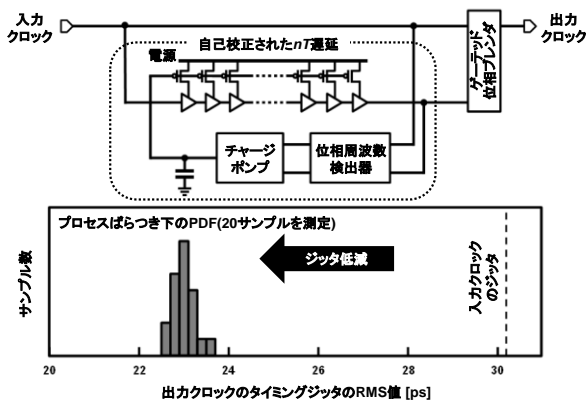 入力
クロック
出力
クロック
自己校正されたnT遅延
電源
ゲーテッド
位相ブレンダ
チャージ
ポンプ
位相周波数
検出器
プロセスばらつき下のPDF(20サンプルを測定)
ジッタ低減
入力クロック
のジッタ
サンプル数
20 22 24 26 28 30
出力クロックのタイミングジッタのRMS値 [ps]